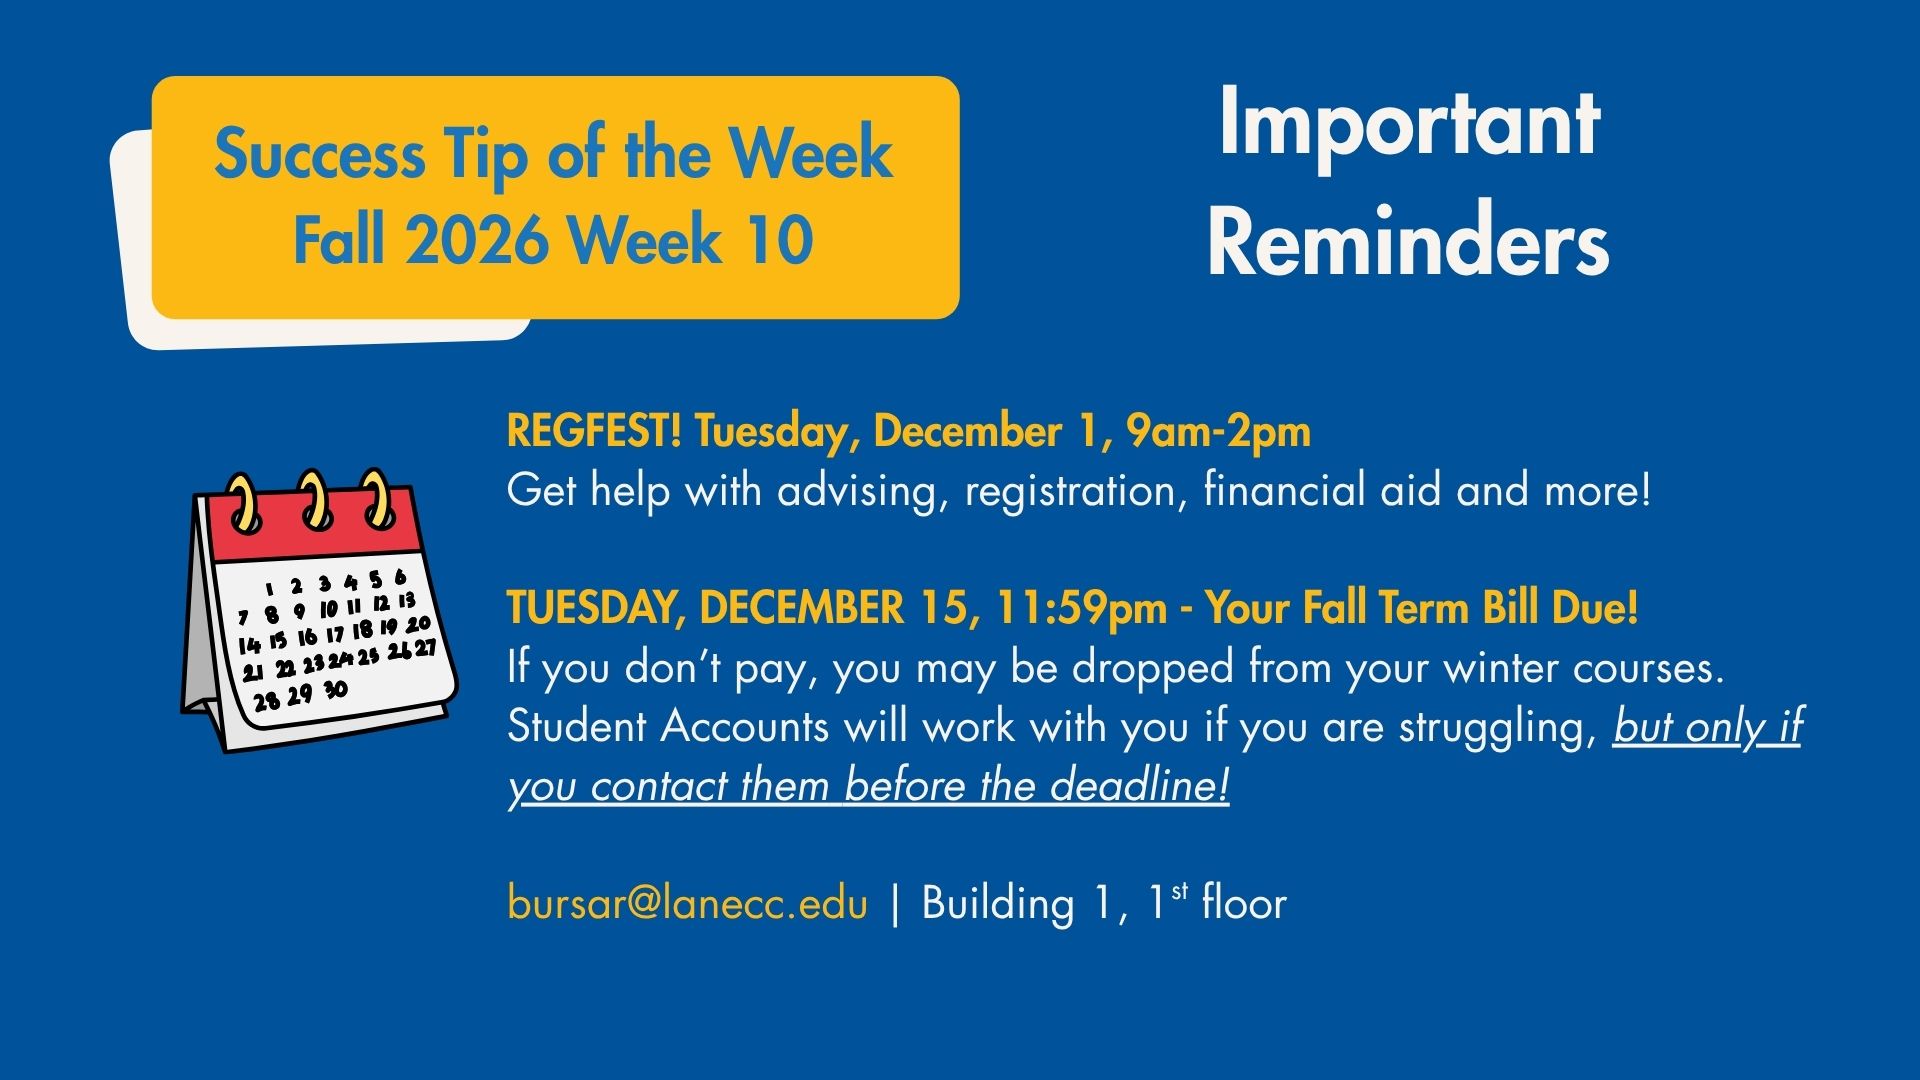 Success Tip of the Week
Fall 2026 Week 10
Important
Reminders
REGFEST! Tuesday, December 1, 9am-2pm
Get help with advising, registration, financial aid and more!
TUESDAY, DECEMBER 15, 11:59pm - Your Fall Term Bill Due!
If you don’t pay, you may be dropped from your winter courses.
Student Accounts will work with you if you are struggling, but only if
you contact them before the deadline!
bursar@lanecc.edu | Building 1, 1st floor
1 2 3 4 5 6
7 8 9 10 11 12 13
14 15 16 17 18 19 20
21 22 23 24 25 26 27
28 29 30